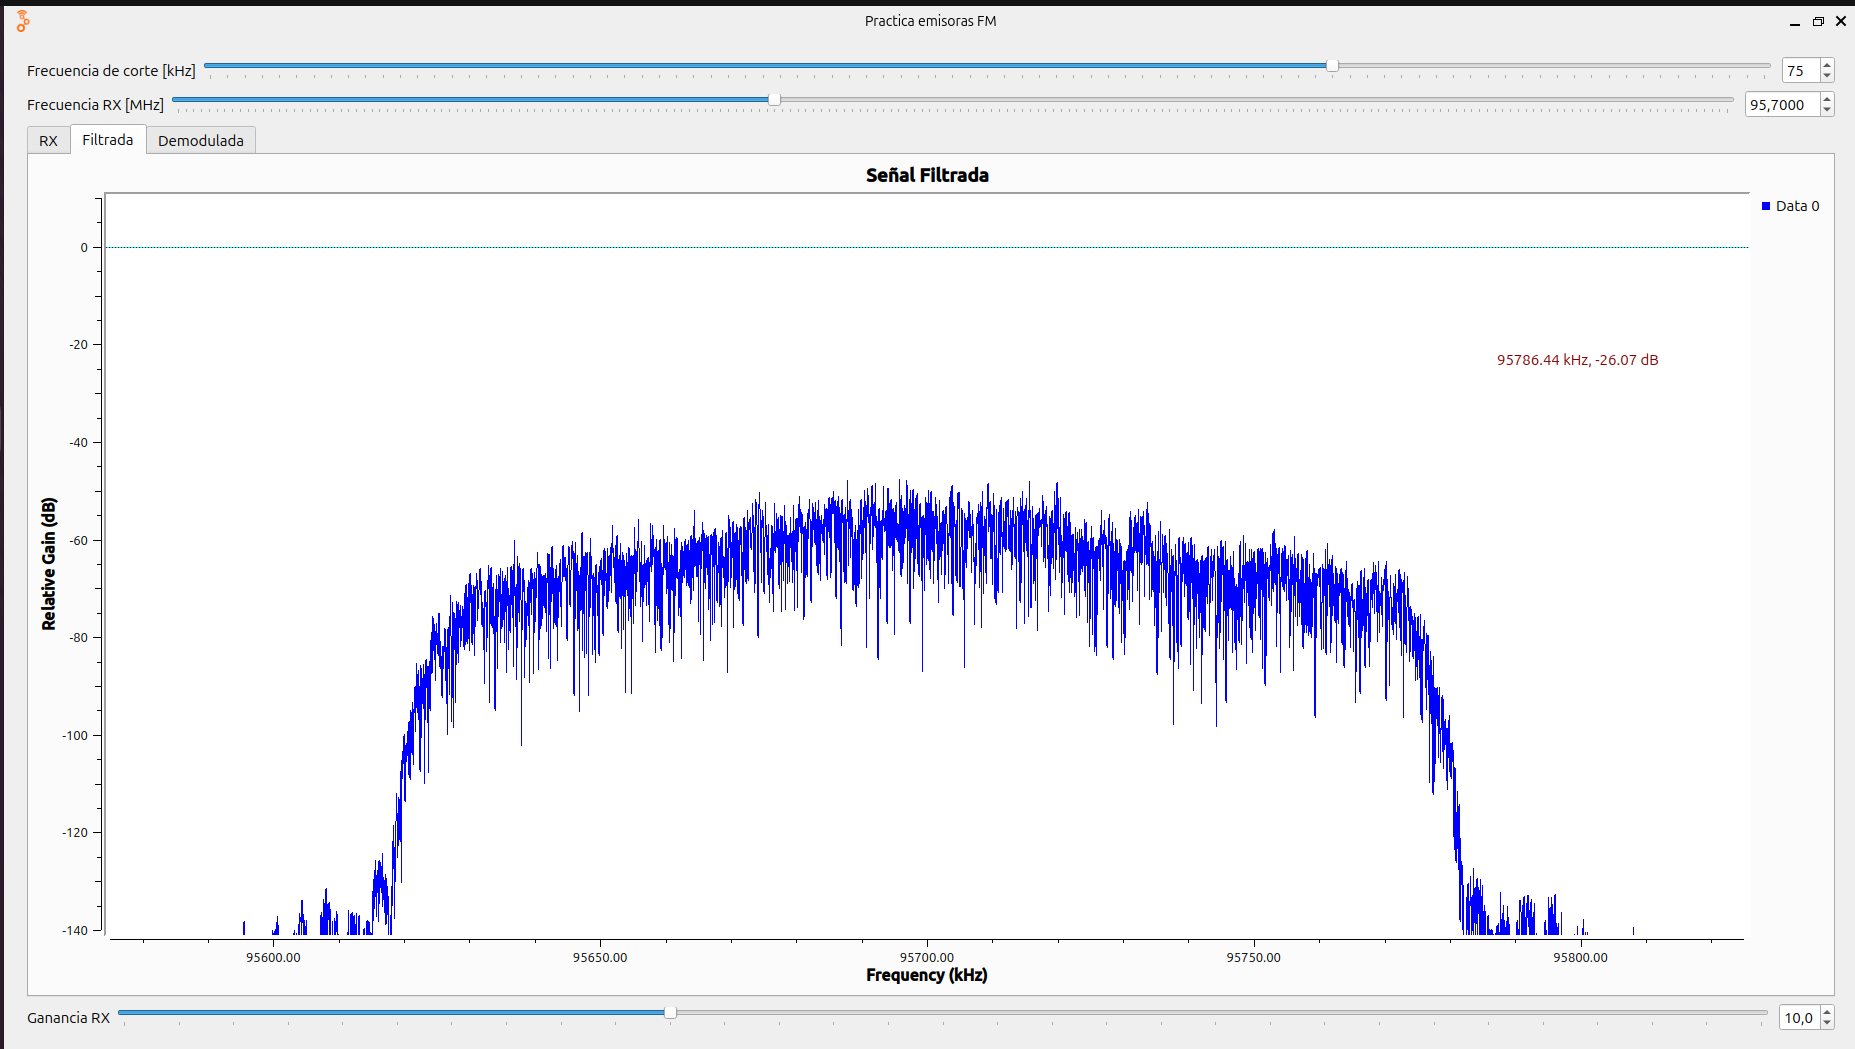 Practica emisoras FM
Frecuencia de corte [kHz] 75
Frecuencia RX [MHz] 95,7000
RX Filtrada Demodulada
Señal Filtrada
Data 0
0
-20
95786.44 kHz, -26.07 dB
-40
Relative Gain (dB)
-60
-80
-100
-120
-140
95600.00 95650.00 95700.00 95750.00 95800.00
Frequency (kHz)
Ganancia RX 10,0